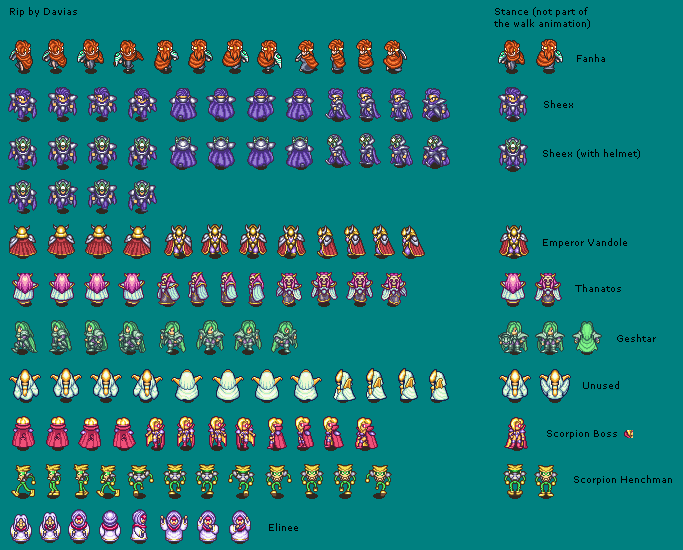 Rip by Davias
Stance (not part of
the walk animation)
Fanha
Sheex
Sheex (with helmet)
Emperor Vandole
Thanatos
Geshtar
Unused
Scorpion Boss
Scorpion Henchman
Elinee